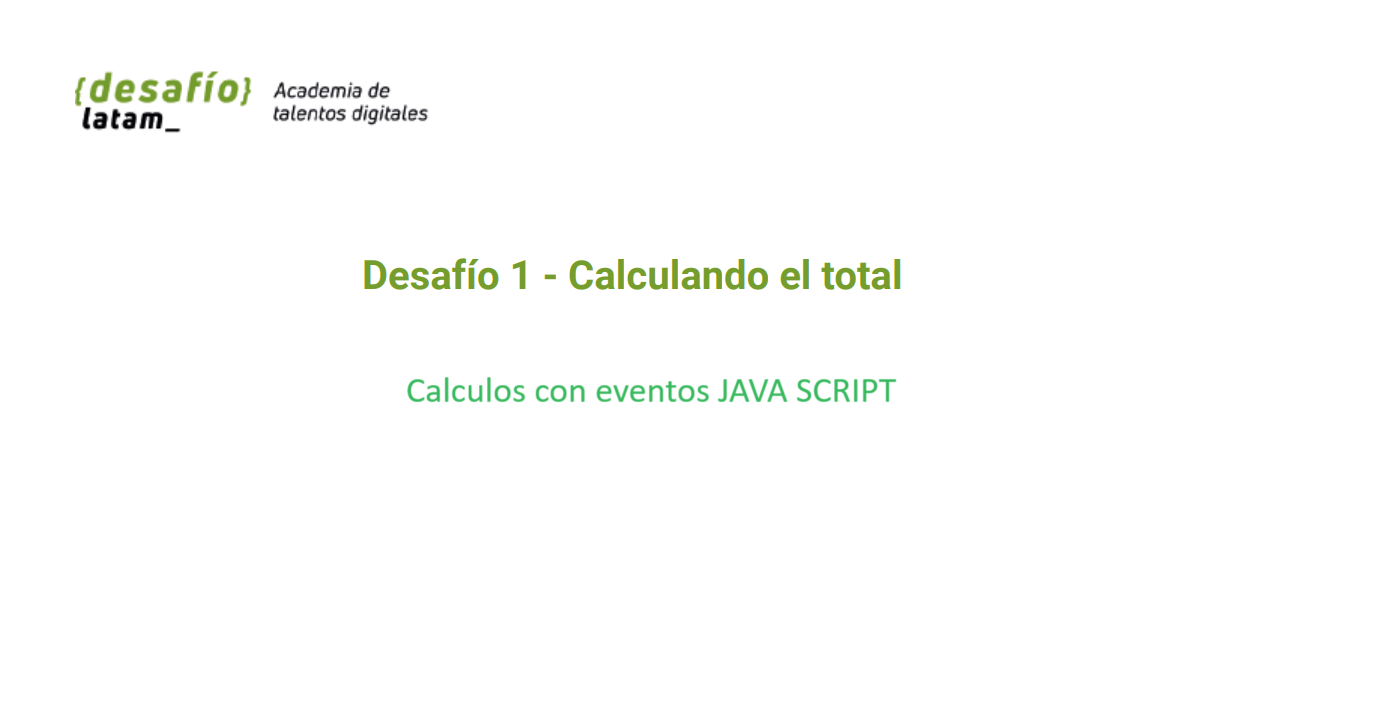 {desafío}
latam_
Academia de
talentos digitales
Desafío 1 - Calculando el total
Calculos con eventos JAVA SCRIPT